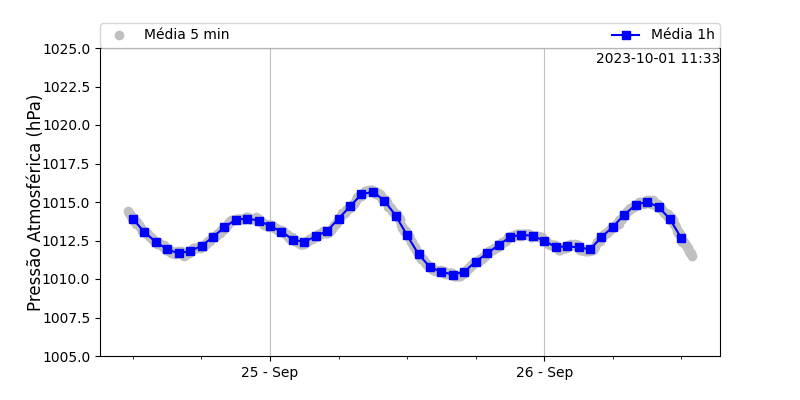 Média 5 min
Média 1h
2023-10-01 11:33
Pressão Atmosférica (hPa)
1025.0
1022.5
1020.0
1017.5
1015.0
1012.5
1010.0
1007.5
1005.0
25 - Sep
26 - Sep